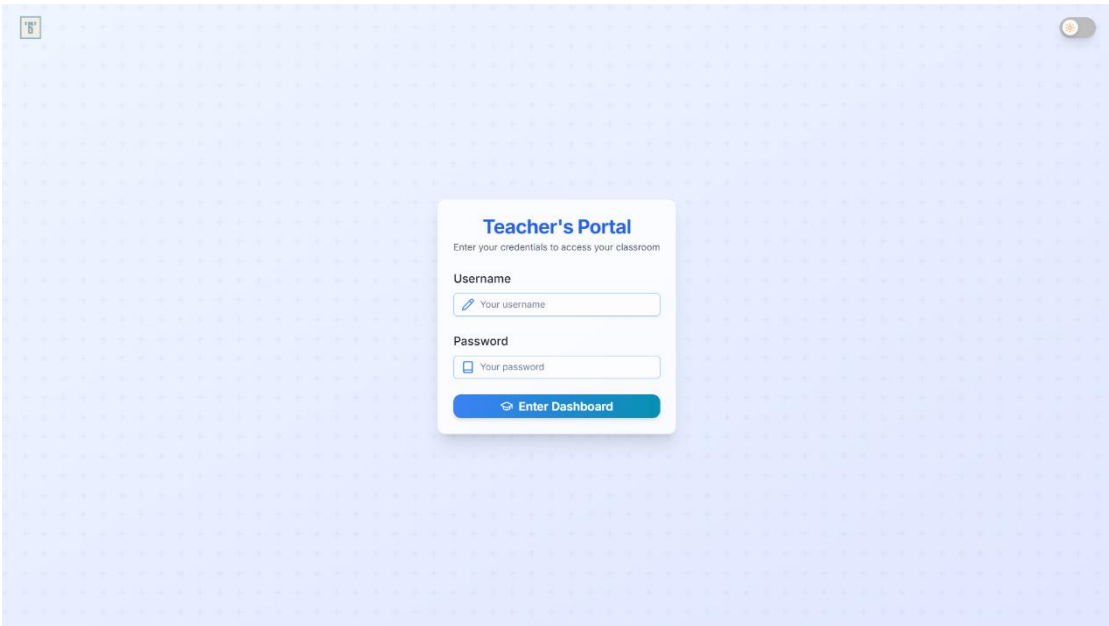 Teacher's Portal
Enter your credentials to access your classroom
Username
Your username
Password
Your password
Enter Dashboard